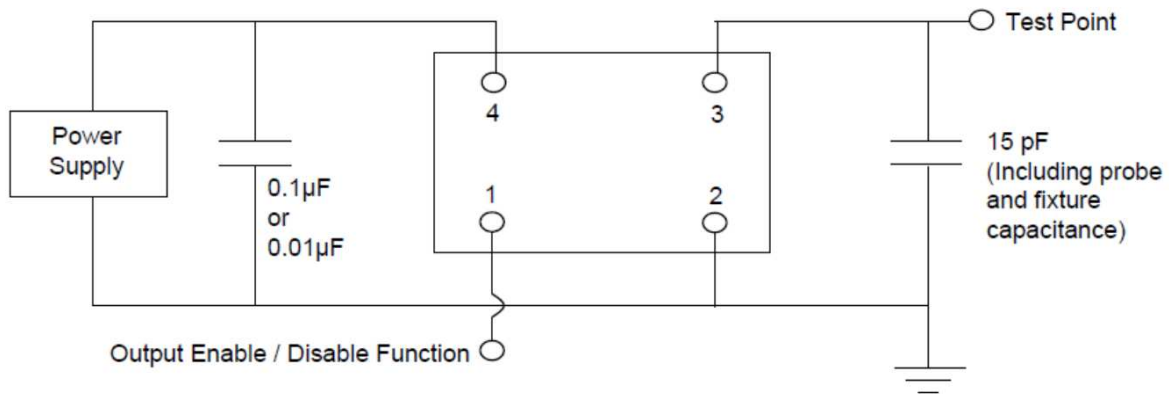 Test Point
4
3
Power
Supply
15 pF
(Including probe
and fixture
capacitance)
0.1µF
or
0.01µF
1
2
Output Enable / Disable Function